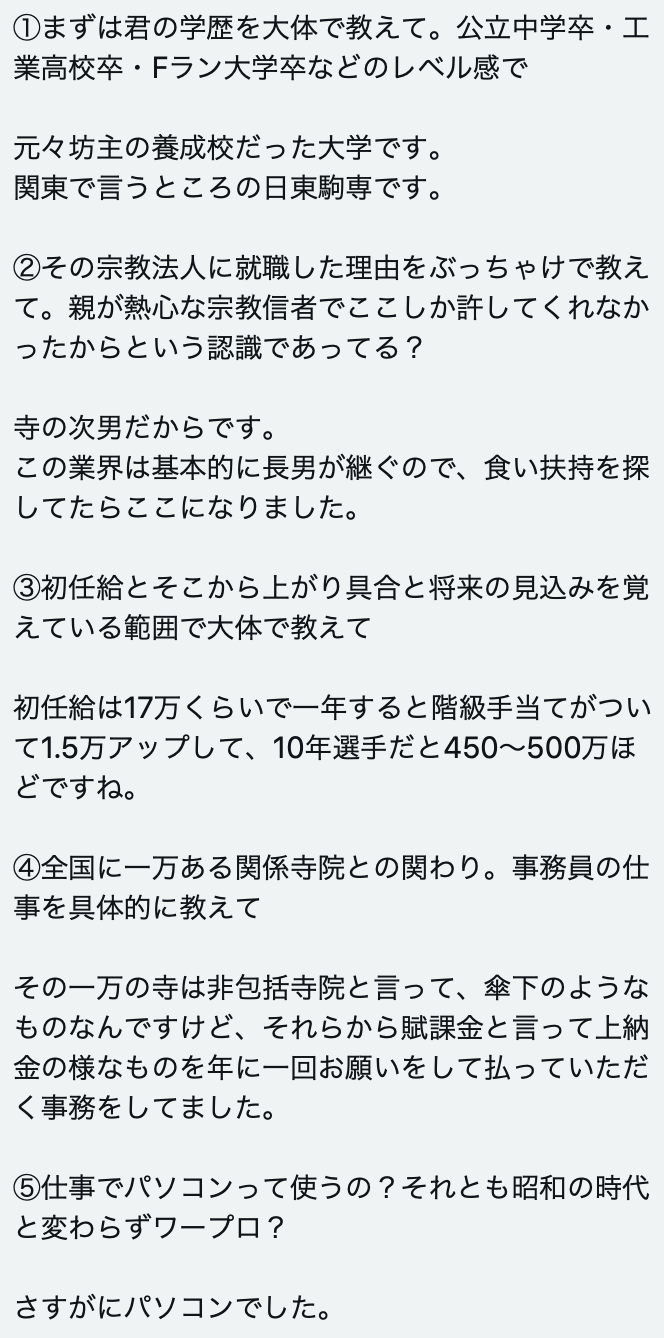 ①まずは君の学歴を大体で教えて。公立中学卒・工
業高校卒・Fラン大学卒などのレベル感で
元々坊主の養成校だった大学です。
関東で言うところの日東駒専です。
②その宗教法人に就職した理由をぶっちゃけで教え
て。親が熱心な宗教信者でここしか許してくれなか
ったからという認識であってる？
寺の次男だからです。
この業界は基本的に長男が継ぐので、食い扶持を探
してたらここになりました。
③初任給とそこから上がり具合と将来の見込みを覚
えている範囲で大体で教えて
初任給は17万くらいで一年すると階級手当てがつい
て1.5万アップして、10年選手だと450〜500万ほ
どですね。
④全国に一万ある関係寺院との関わり。事務員の仕
事を具体的に教えて
その一万の寺は非包括寺院と言って、傘下のような
ものなんですけど、それらから賦課金と言って上納
金の様なものを年に一回お願いをして払っていただ
く事務をしてました。
⑤仕事でパソコンって使うの？それとも昭和の時代
と変わらずワープロ？
さすがにパソコンでした。